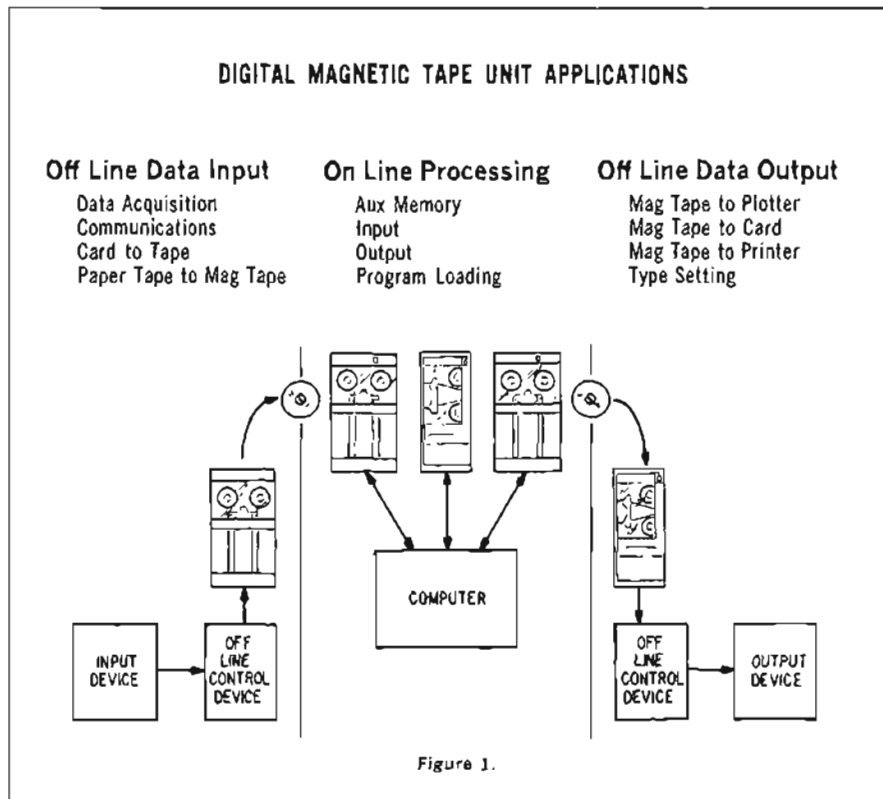 DIGITAL MAGNETIC TAPE UNIT APPLICATIONS
Off Line Data Input
Data Acquisition
Communications
Card to Tape
Paper Tape to Mag Tape
On Line Processing
Aux Memory
Input
Output
Program Loading
Off Line Data Output
Mag Tape to Plotter
Mag Tape to Card
Mag Tape to Printer
Type Setting
INPUT
DEVICE
OFF
LINE
CONTROL
DEVICE
COMPUTER
OFF
LINE
CONTROL
DEVICE
OUTPUT
DEVICE
Figure 1.